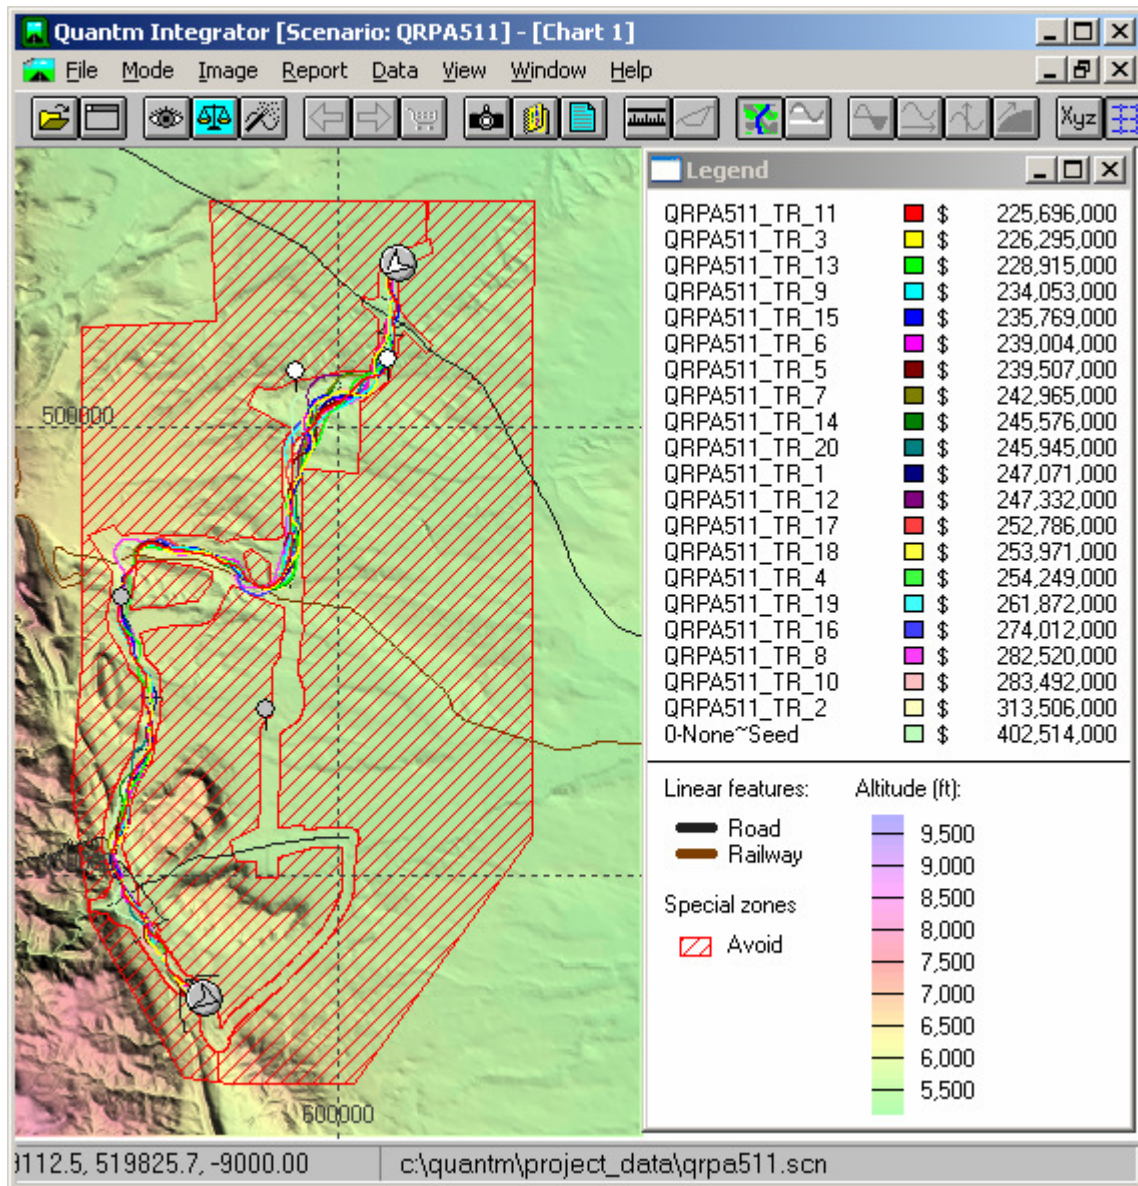 Quantm Integrator [Scenario: QRPA511] - [Chart 1]
File Mode Image Report Data View Window Help
Xyz
Legend
QRPA511_TR_11 $ 225,696,000
QRPA511_TR_3 $ 226,295,000
QRPA511_TR_13 $ 228,915,000
QRPA511_TR_9 $ 234,053,000
QRPA511_TR_15 $ 235,769,000
QRPA511_TR_6 $ 239,004,000
QRPA511_TR_5 $ 239,507,000
QRPA511_TR_7 $ 242,965,000
QRPA511_TR_14 $ 245,576,000
QRPA511_TR_20 $ 245,945,000
QRPA511_TR_1 $ 247,071,000
QRPA511_TR_12 $ 247,332,000
QRPA511_TR_17 $ 252,786,000
QRPA511_TR_18 $ 253,971,000
QRPA511_TR_4 $ 254,249,000
QRPA511_TR_19 $ 261,872,000
QRPA511_TR_16 $ 274,012,000
QRPA511_TR_8 $ 282,520,000
QRPA511_TR_10 $ 283,492,000
QRPA511_TR_2 $ 313,506,000
0-None~Seed $ 402,514,000
Linear features:
Road
Railway
Special zones
Avoid
Altitude (ft):
9,500
9,000
8,500
8,000
7,500
7,000
6,500
6,000
5,500
500000
600000
9112.5, 519825.7, -9000.00
c:\quantm\project_data\qrpa511.scn